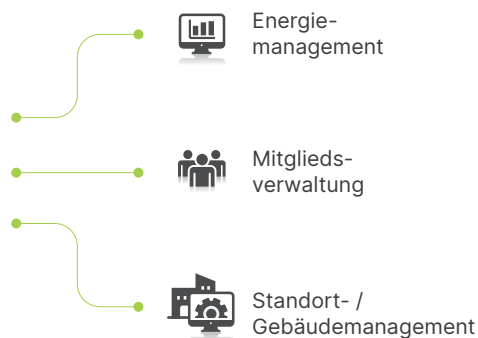 Energie-
management
Mitglieds-
verwaltung
Standort- /
Gebäudemanagement